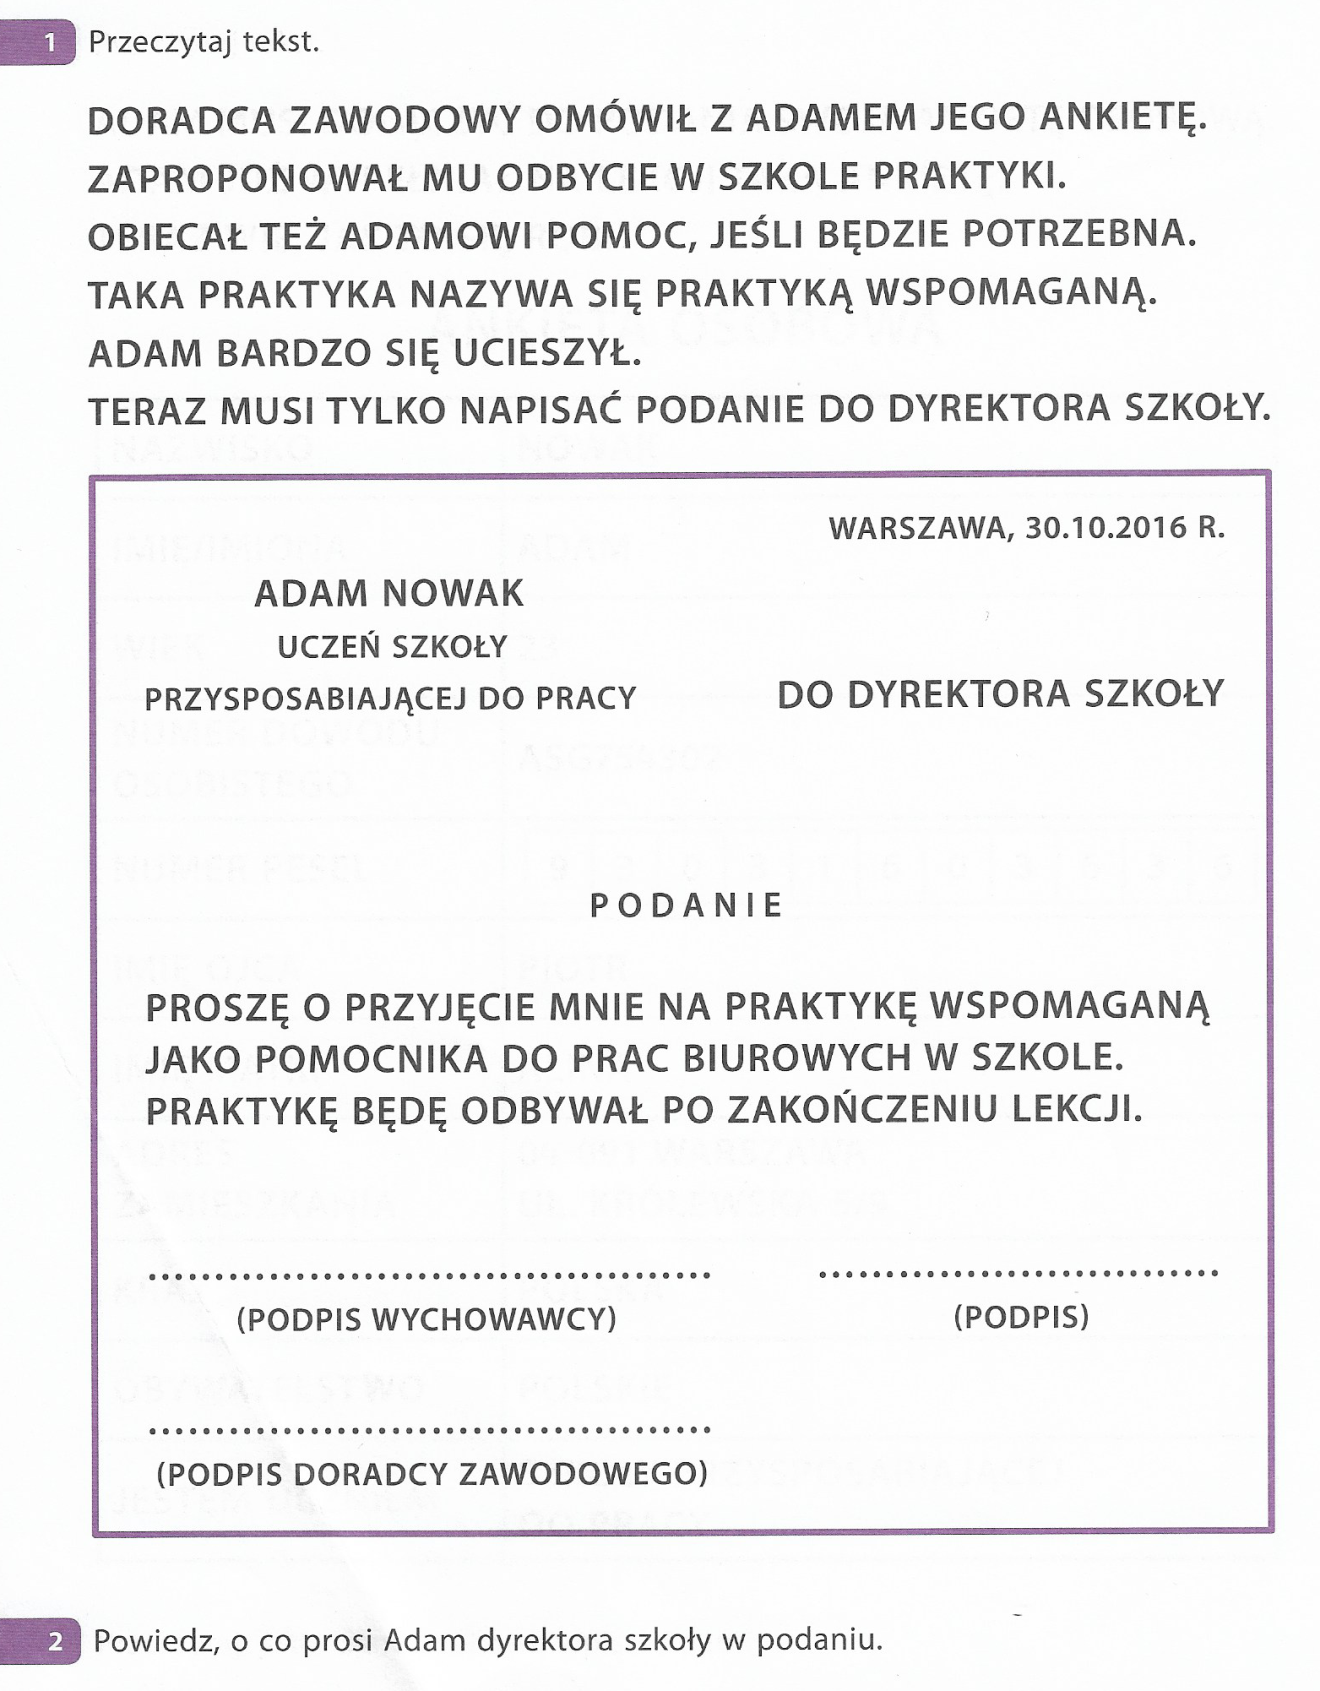 1 Przeczytaj tekst.
DORADCA ZAWODOWY OMÓWIŁ Z ADAMEM JEGO ANKIETĘ.
ZAPROPONOWAŁ MU ODBYCIE W SZKOLE PRAKTYKI.
OBIECAŁ TEŻ ADAMOWI POMOC, JEŚLI BĘDZIE POTRZEBNA.
TAKA PRAKTYKA NAZYWA SIĘ PRAKTYKĄ WSPOMAGANĄ.
ADAM BARDZO SIĘ UCIESZYŁ.
TERAZ MUSI TYLKO NAPISAĆ PODANIE DO DYREKTORA SZKOŁY.
WARSZAWA, 30.10.2016 R.
ADAM NOWAK
UCZEŃ SZKOŁY
PRZYSPOSABIAJĄCEJ DO PRACY
DO DYREKTORA SZKOŁY
PODANIE
PROSZĘ O PRZYJĘCIE MNIE NA PRAKTYKĘ WSPOMAGANĄ
JAKO POMOCNIKA DO PRAC BIUROWYCH W SZKOLE.
PRAKTYKĘ BĘDĘ ODBYWAŁ PO ZAKOŃCZENIU LEKCJI.
(PODPIS WYCHOWAWCY) (PODPIS)
(PODPIS DORADCY ZAWODOWEGO)
2 Powiedz, o co prosi Adam dyrektora szkoły w podaniu.